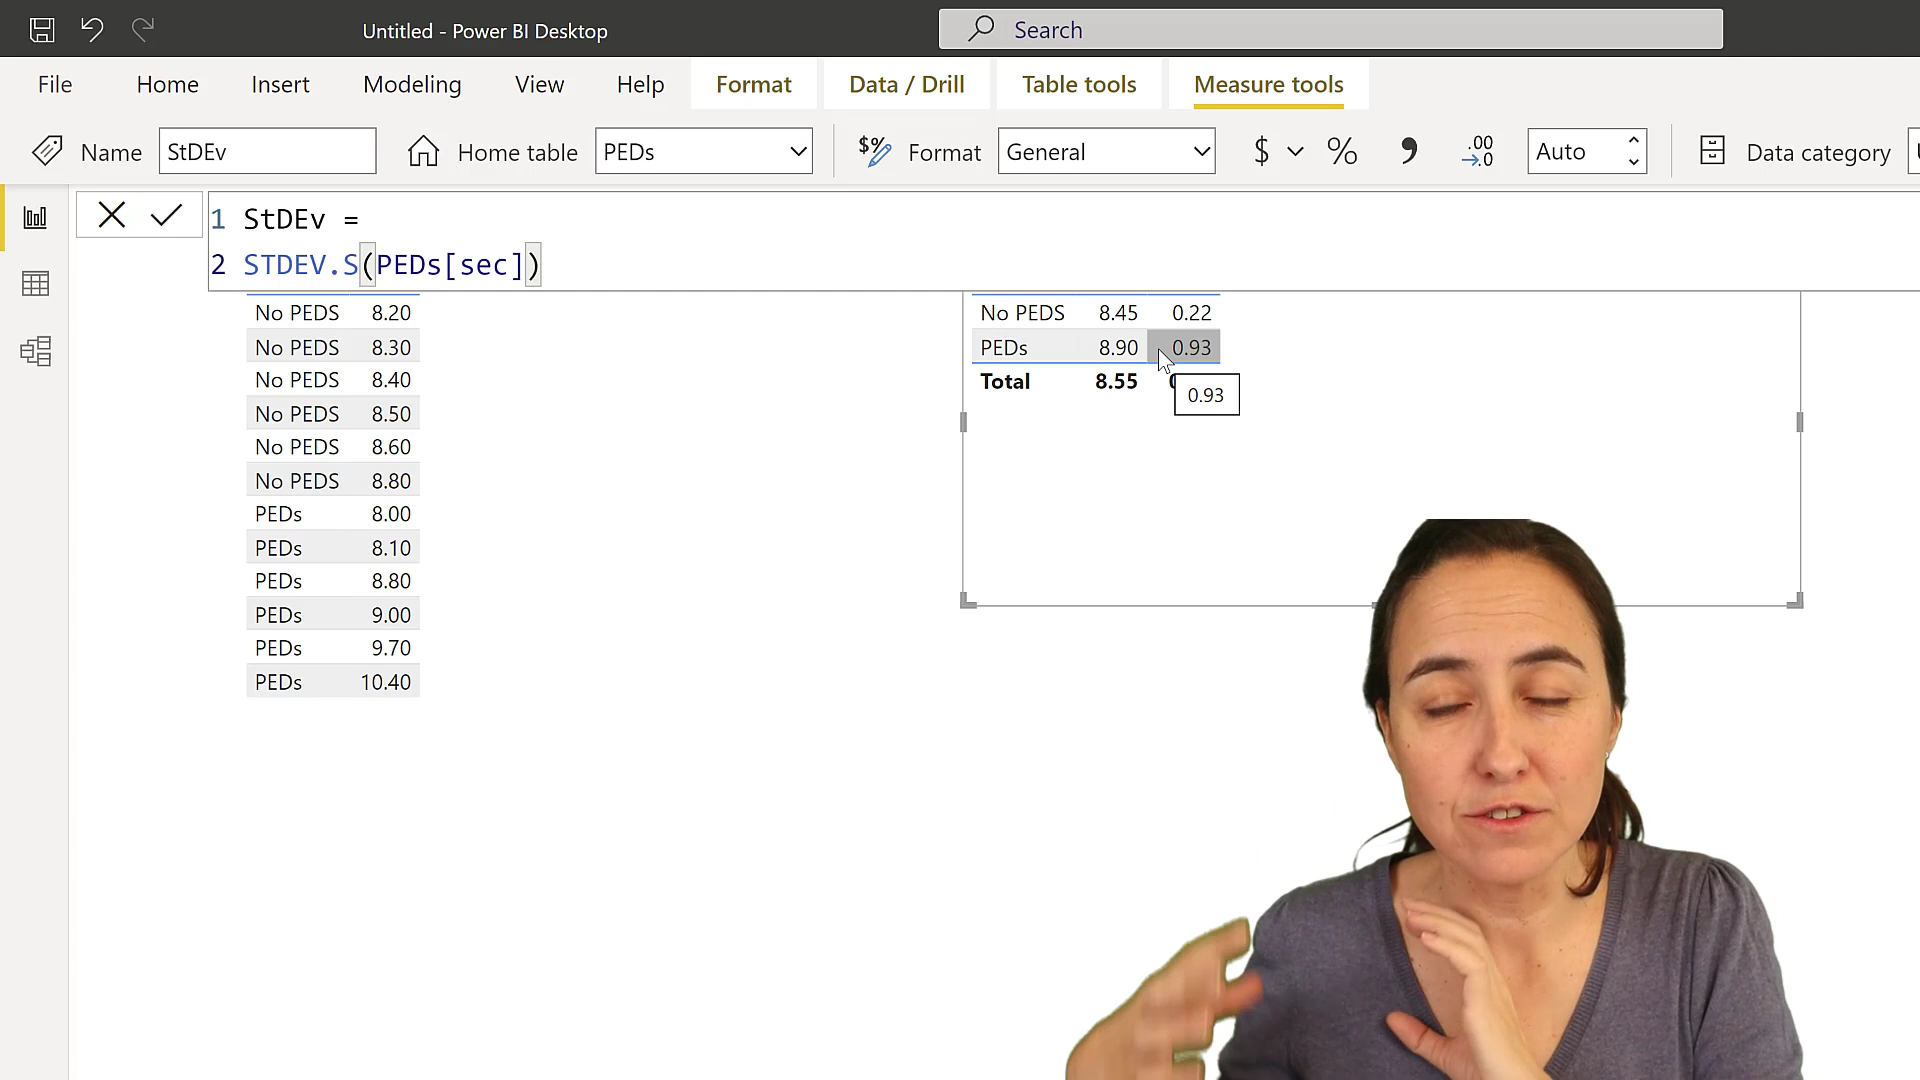 Untitled - Power BI Desktop
Search
File Home Insert Modeling View Help Format Data / Drill Table tools Measure tools
Name StDEv Home table PEDs Format General $ % Auto Data category
1 StDEv =
2 STDEV.S(PEDs[sec])
No PEDS 8.20
No PEDS 8.30
No PEDS 8.40
No PEDS 8.50
No PEDS 8.60
No PEDS 8.80
PEDs 8.00
PEDs 8.10
PEDs 8.80
PEDs 9.00
PEDs 9.70
PEDs 10.40
No PEDS 8.45 0.22
PEDs 8.90 0.93
Total 8.55
0.93